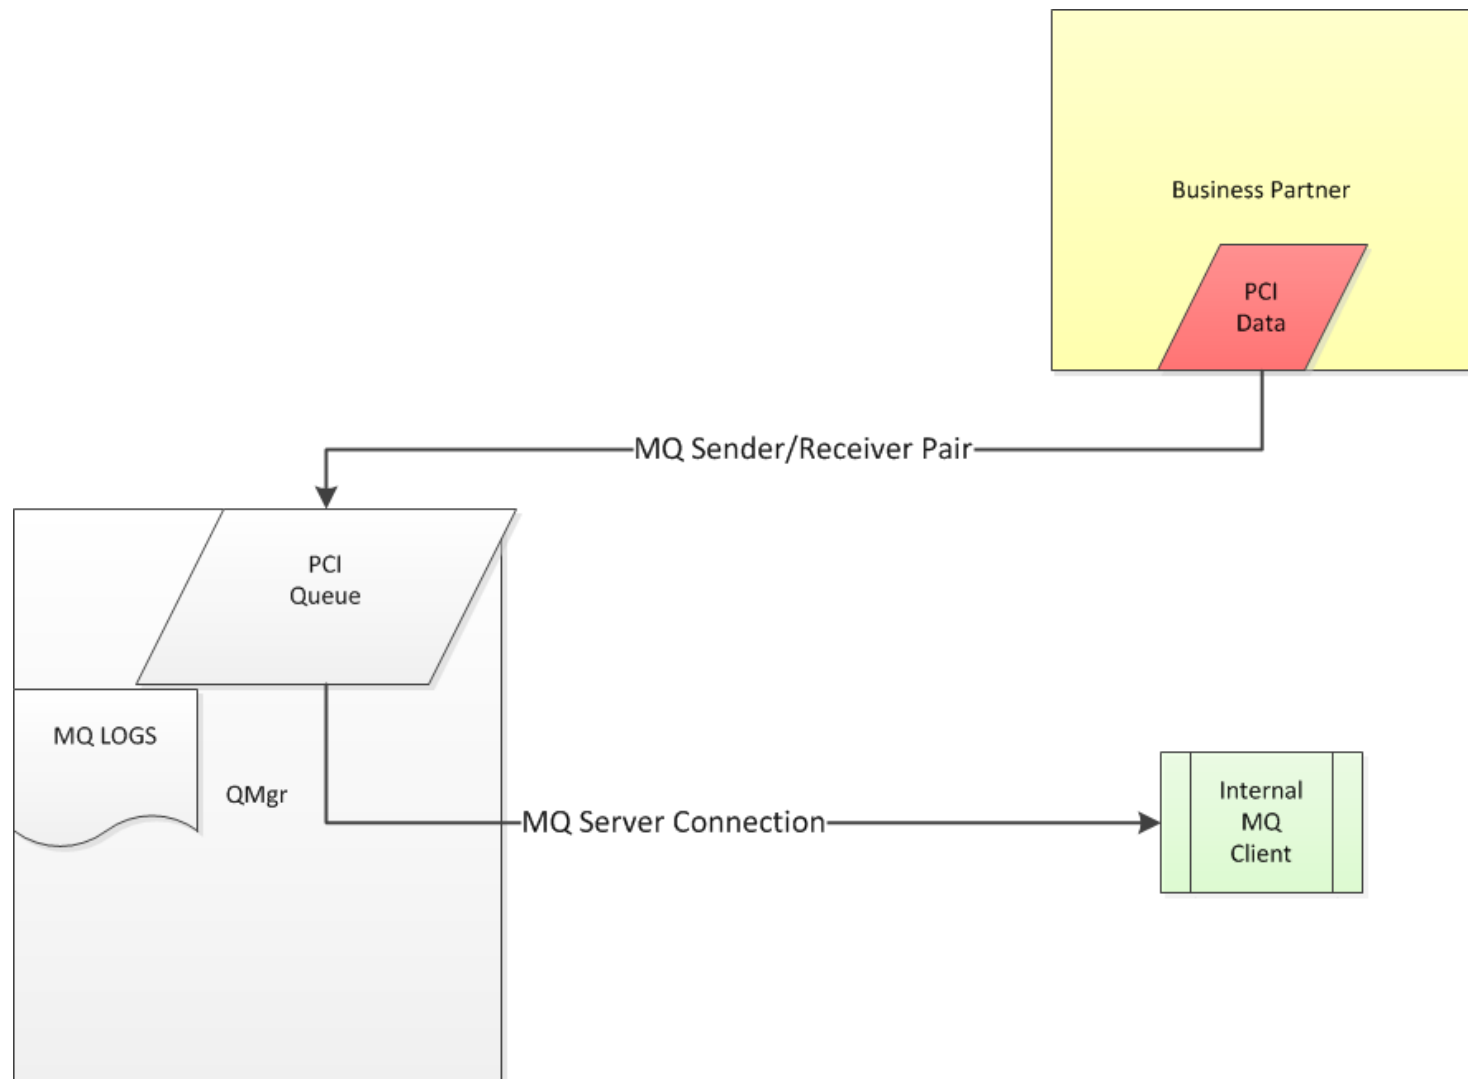 Business Partner
PCI
Data
MQ Sender/Receiver Pair
PCI
Queue
MQ LOGS
QMgr
MQ Server Connection
Internal
MQ
Client